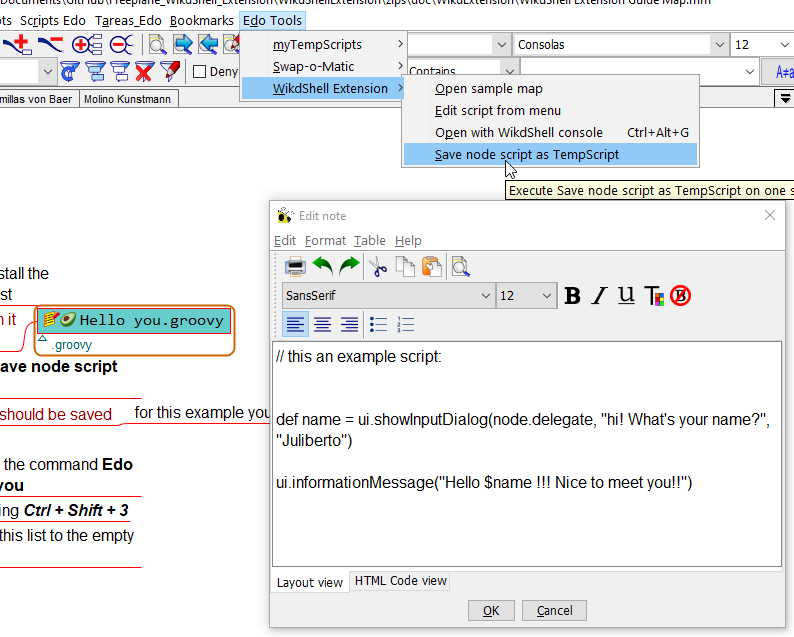 Documents\GitHub\Freeplane_WikdShell_Extension\WikdShellExtension\zips\doc\WikdShellExtension\WikdShell Extension Guide Map.mm
Scripts Edo Tareas_Edo Bookmarks Edo Tools
myTempScripts
Swap-o-Matic
WikdShell Extension
Consolas
12
Deny
Contains
millas von Baer
Molino Kunstmann
Open sample map
Edit script from menu
Open with WikdShell console Ctrl+Alt+G
Save node script as TempScript
Execute Save node script as TempScript on one s
Edit note
Edit Format Table Help
SansSerif
12
B I U T
// this an example script:
def name = ui.showInputDialog(node.delegate, "hi! What's your name?",
"Juliberto")
ui.informationMessage("Hello $name !!! Nice to meet you!!")
Layout view
HTML Code view
OK
Cancel
stall the
st
n it
Hello you.groovy
.groovy
ave node script
should be saved
for this example you
the command Edo
you
ing Ctrl + Shift + 3
this list to the empty